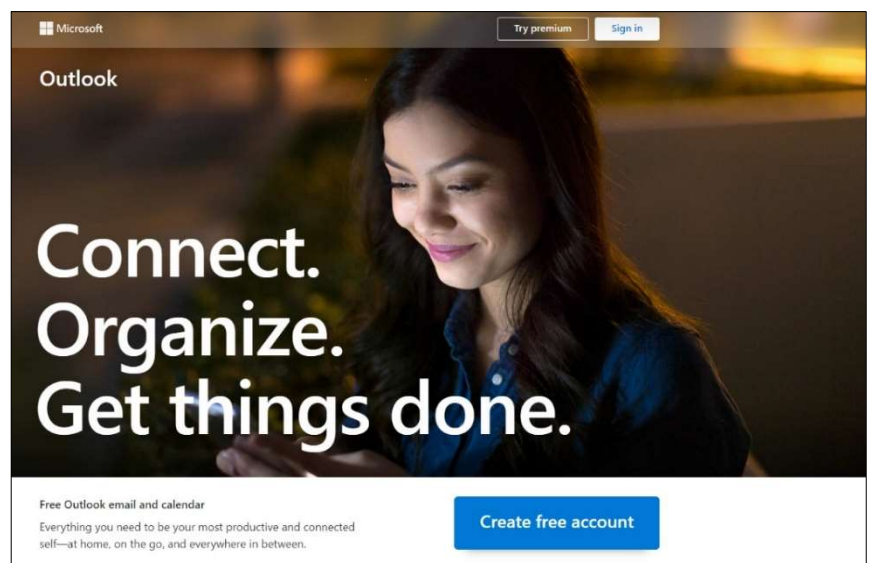 Microsoft
Try premium
Sign in
Outlook
Connect.
Organize.
Get things done.
Free Outlook email and calendar
Everything you need to be your most productive and connected
self—at home, on the go, and everywhere in between.
Create free account